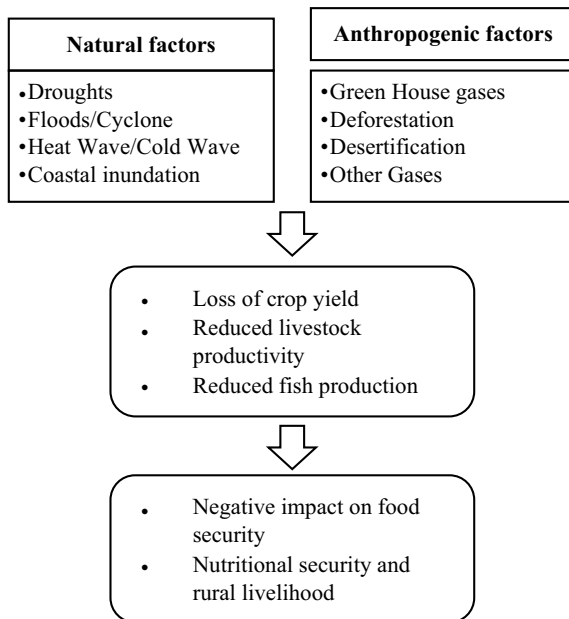 Natural factors
•Droughts
•Floods/Cyclone
•Heat Wave/Cold Wave
•Coastal inundation
Anthropogenic factors
•Green House gases
•Deforestation
•Desertification
•Other Gases
• Loss of crop yield
• Reduced livestock
productivity
• Reduced fish production
• Negative impact on food
security
• Nutritional security and
rural livelihood